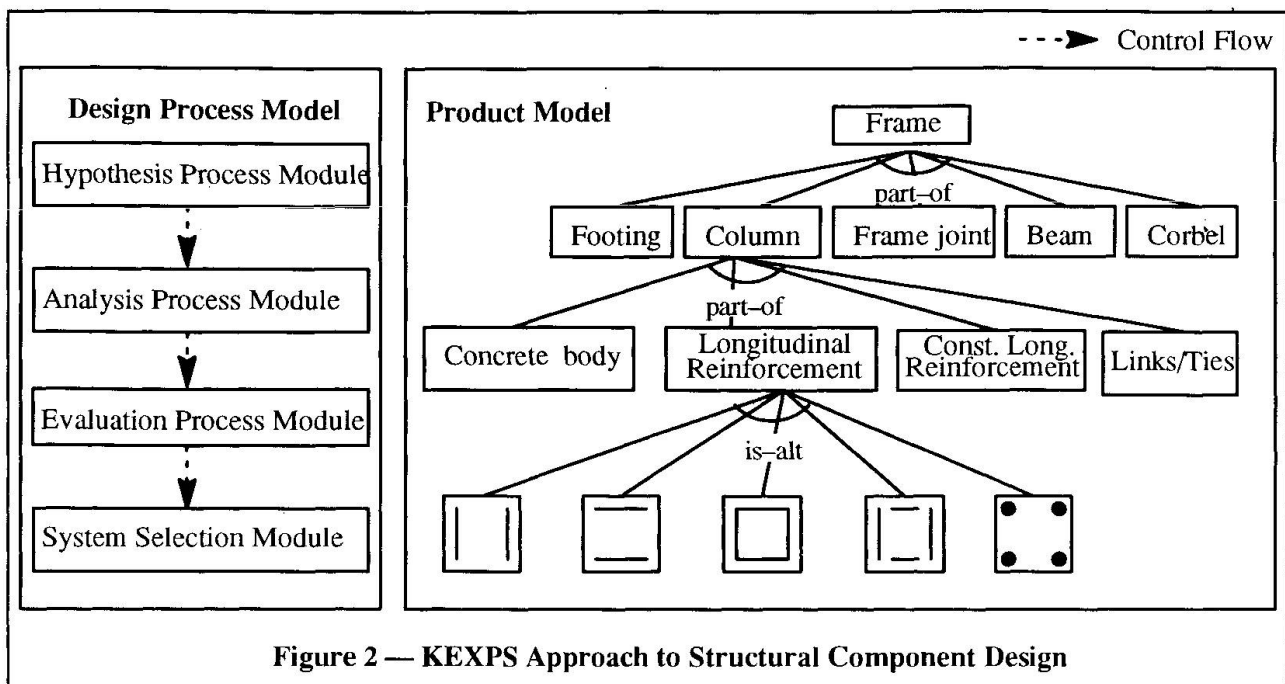 Control Flow
Design Process Model
Hypothesis Process Module
Analysis Process Module
Evaluation Process Module
System Selection Module
Product Model
Frame
part–of
Footing
Column
Frame joint
Beam
Corbel
part–of
Concrete body
Longitudinal
Reinforcement
Const. Long.
Reinforcement
Links/Ties
is–alt
Figure 2 — KEXPS Approach to Structural Component Design